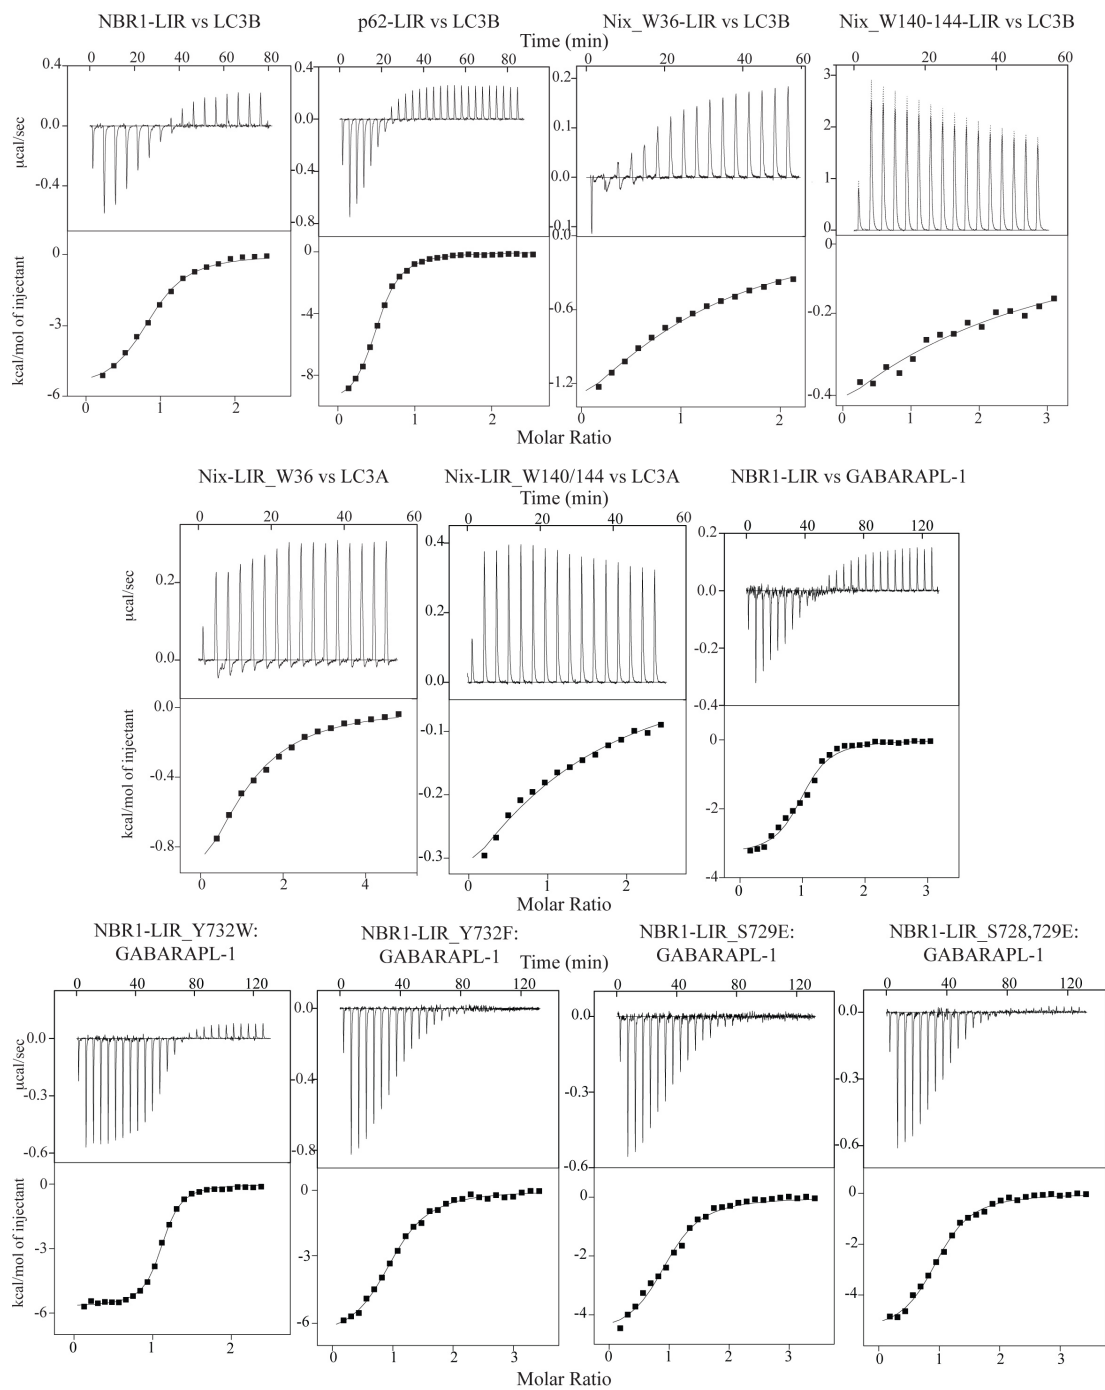 NBR1-LIR vs LC3B
p62-LIR vs LC3B
Nix_W36-LIR vs LC3B
Nix_W140-144-LIR vs LC3B
Time (min)
0 20 40 60 80
0 20 40 60 80
0 20 40 60
0 20 40 60
µcal/sec
0.4
0.0
-0.4
0.4
0.0
-0.4
-0.8
0.2
0.1
0.0
-0.1
3
2
1
0
kcal/mol of injectant
0
-3
-6
0
-4
-8
0.0
-0.6
-1.2
0
-0.2
-0.4
0 1 2
0 1 2
0 1 2
0 1 2 3
Molar Ratio
Nix-LIR_W36 vs LC3A
Nix-LIR_W140/144 vs LC3A
NBR1-LIR vs GABARAPL-1
Time (min)
0 20 40 60
0 20 40 60
0 40 80 120
µcal/sec
0.2
0.0
0.4
0.2
0.0
0.2
0.0
-0.2
-0.4
kcal/mol of injectant
0.0
-0.4
-0.8
-0.1
-0.2
-0.3
0
-2
-4
0 2 4
0 1 2
0 1 2 3
Molar Ratio
NBR1-LIR_Y732W:
GABARAPL-1
NBR1-LIR_Y732F:
GABARAPL-1
NBR1-LIR_S729E:
GABARAPL-1
NBR1-LIR_S728,729E:
GABARAPL-1
Time (min)
0 40 80 120
0 40 80 120
0 40 80 120
0 40 80 120
µcal/sec
0.0
-0.3
-0.6
0.0
-0.4
-0.8
0.0
-0.3
-0.6
0.0
-0.3
-0.6
kcal/mol of injectant
0
-3
-6
0
-3
-6
0
-2
-4
0
-2
-4
0 1 2
0 1 2 3
0 1 2 3
0 1 2 3
Molar Ratio